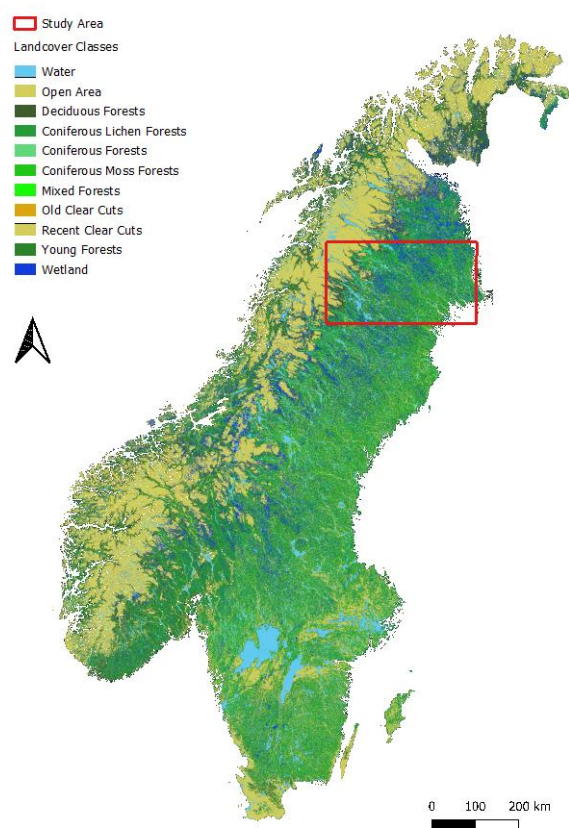 Study Area
Landcover Classes
Water
Open Area
Deciduous Forests
Coniferous Lichen Forests
Coniferous Forests
Coniferous Moss Forests
Mixed Forests
Old Clear Cuts
Recent Clear Cuts
Young Forests
Wetland
0 100 200 km